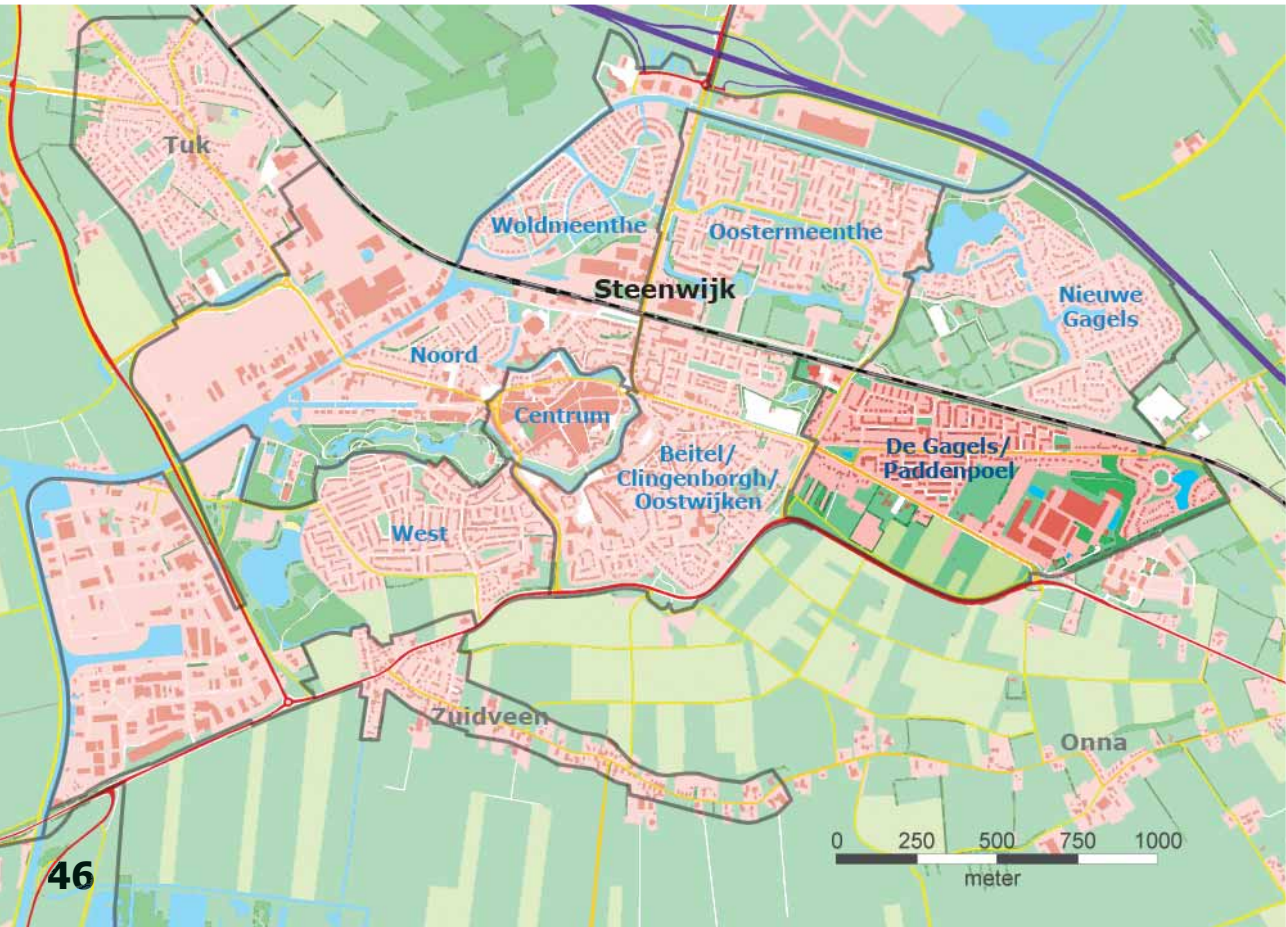 Tuk
Woldmeenthe
Oostermeenthe
Steenwijk
Nieuwe
Gagels
Noord
Centrum
De Gagels/
Paddenpoel
Beitel/
Clingenborgh/
Oostwijken
West
Zuidveen
Onna
0 250 500 750 1000
meter
46